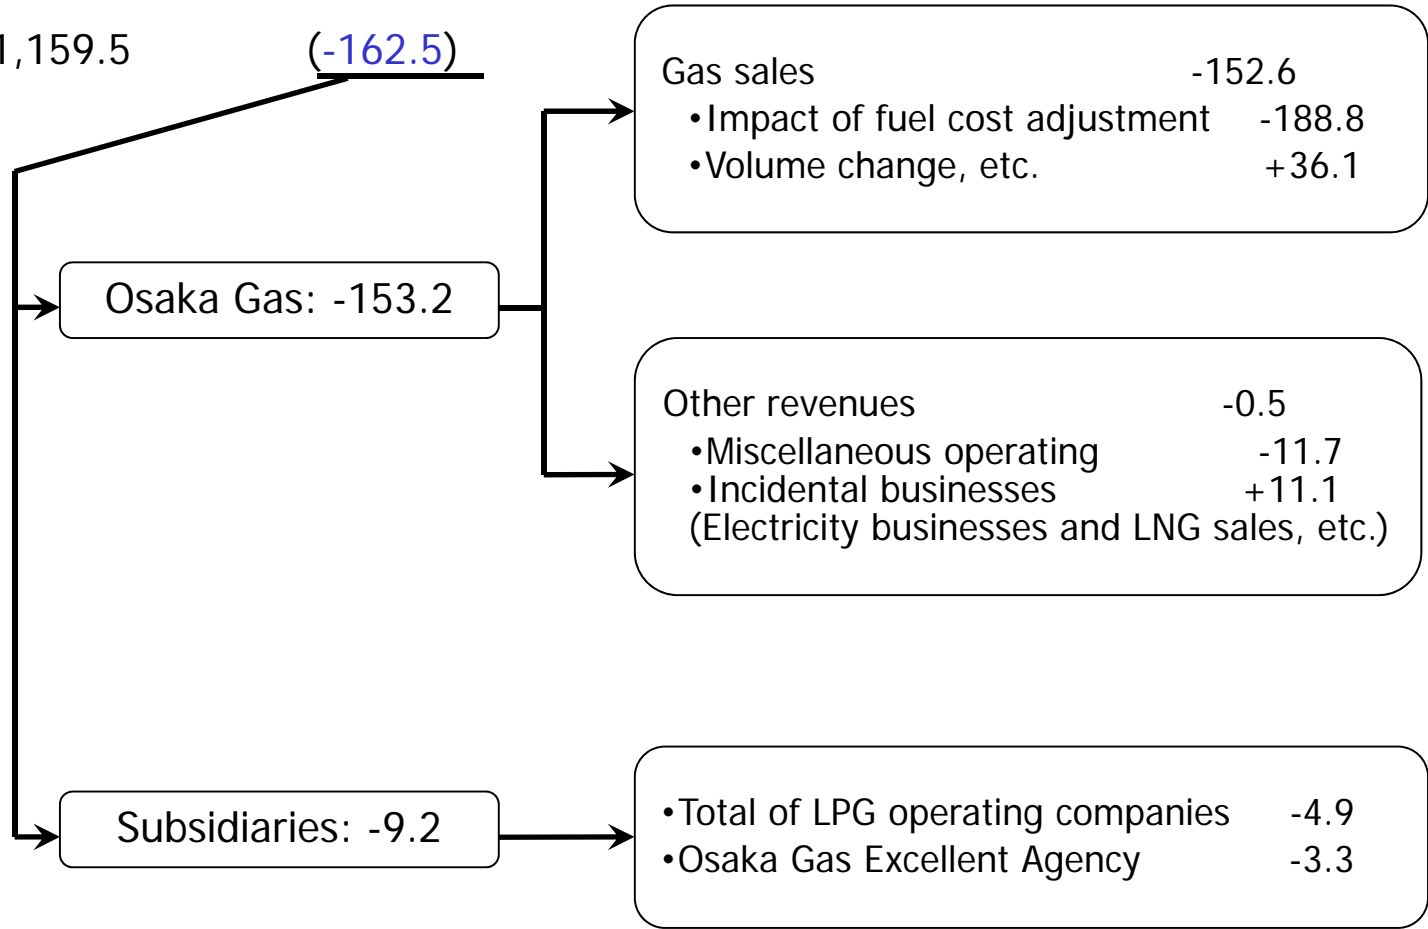 1,159.5 (-162.5)
Gas sales -152.6
•Impact of fuel cost adjustment -188.8
•Volume change, etc. +36.1
Osaka Gas: -153.2
Other revenues -0.5
•Miscellaneous operating -11.7
•Incidental businesses +11.1
(Electricity businesses and LNG sales, etc.)
Subsidiaries: -9.2
•Total of LPG operating companies -4.9
•Osaka Gas Excellent Agency -3.3